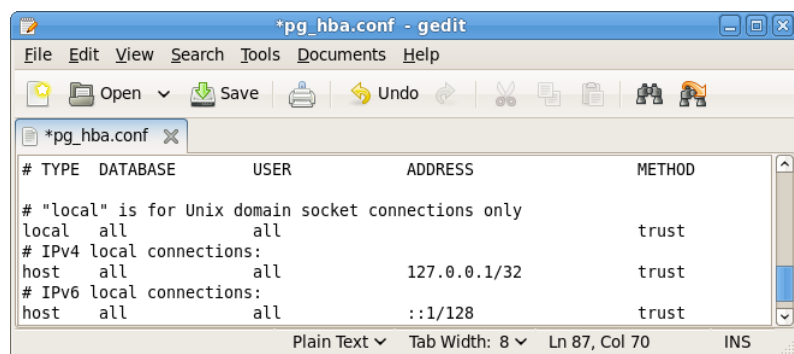 *pg_hba.conf - gedit
File Edit View Search Tools Documents Help
Open Save Undo
*pg_hba.conf
# TYPE DATABASE USER ADDRESS METHOD
# "local" is for Unix domain socket connections only
local all all trust
# IPv4 local connections:
host all all 127.0.0.1/32 trust
# IPv6 local connections:
host all all ::1/128 trust
Plain Text Tab Width: 8 Ln 87, Col 70 INS